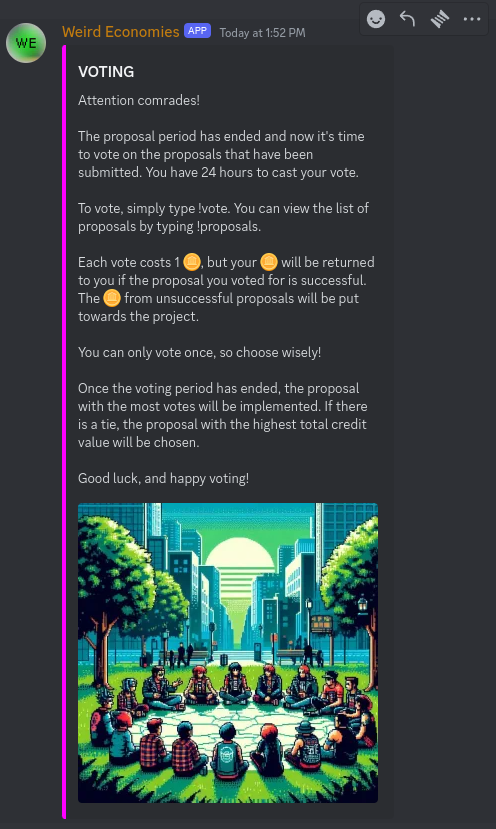 WE
Weird Economies APP Today at 1:52 PM
VOTING
Attention comrades!
The proposal period has ended and now it's time
to vote on the proposals that have been
submitted. You have 24 hours to cast your vote.
To vote, simply type !vote. You can view the list of
proposals by typing !proposals.
Each vote costs 1 🪙, but your 🪙 will be returned
to you if the proposal you voted for is successful.
The 🪙 from unsuccessful proposals will be put
towards the project.
You can only vote once, so choose wisely!
Once the voting period has ended, the proposal
with the most votes will be implemented. If there
is a tie, the proposal with the highest total credit
value will be chosen.
Good luck, and happy voting!